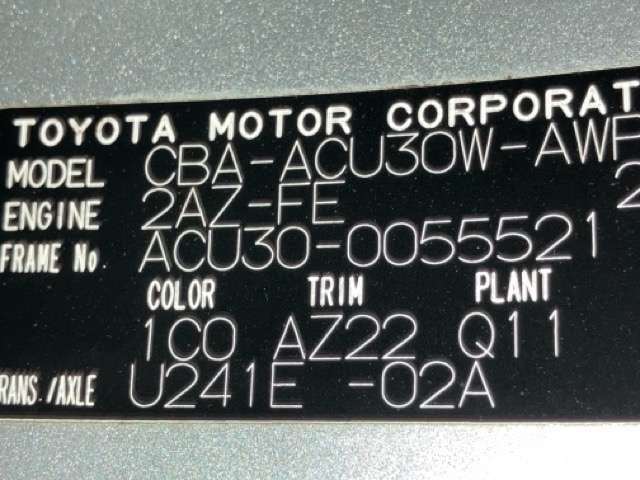 TOYOTA MOTOR CORPORAT
MODEL CBA-ACU30W-AWP
ENGINE 2AZ-FE 2
FRAME No ACU30-0055521
COLOR TRIM PLANT
1C0 AZ22 Q11
RANS./AXLE U241E -02A